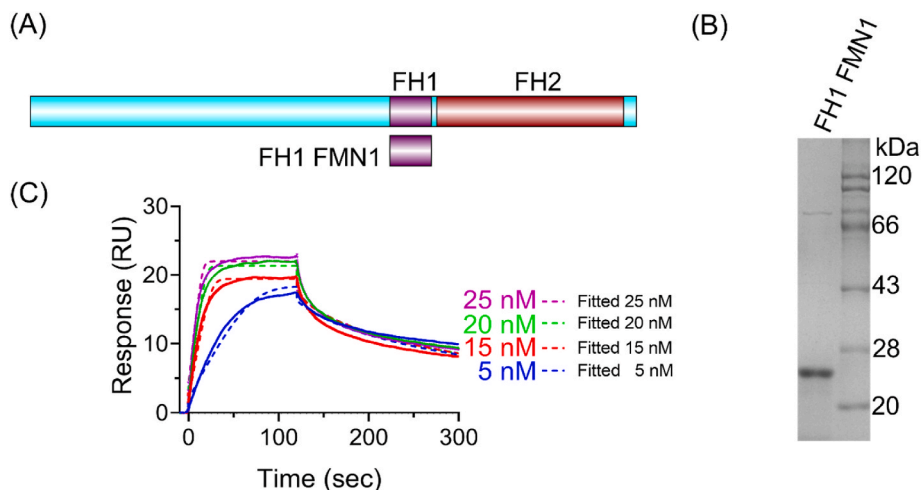 (A)
FH1 FH2
FH1 FMN1
(B)
FH1 FMN1
kDa
120
66
43
28
20
(C)
Response (RU)
30
20
10
0
0 100 200 300
Time (sec)
25 nM Fitted 25 nM
20 nM Fitted 20 nM
15 nM Fitted 15 nM
5 nM Fitted 5 nM